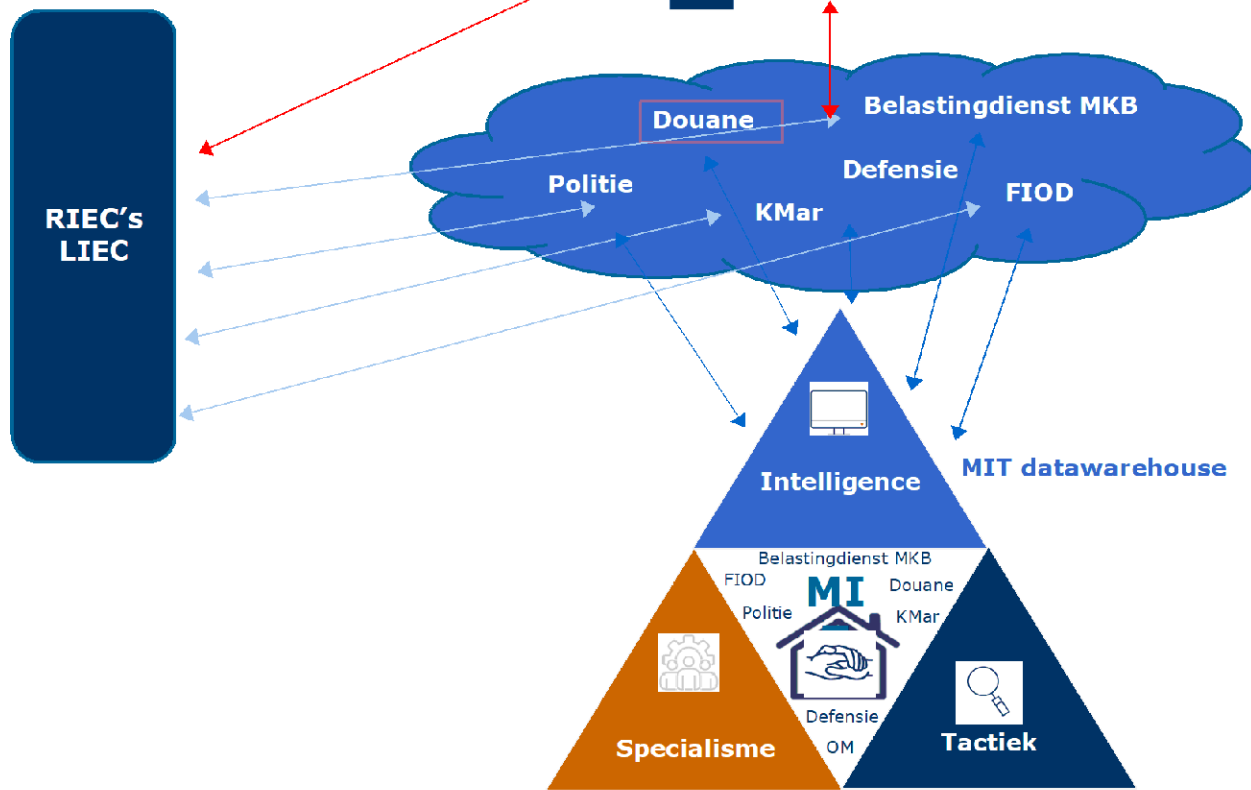 Belastingdienst MKB
Douane
Defensie
Politie
FIOD
KMar
RIEC's
LIEC
MIT datawarehouse
Intelligence
Belastingdienst MKB
FIOD
MI
Douane
Politie
KMar
Defensie
OM
Specialisme
Tactiek